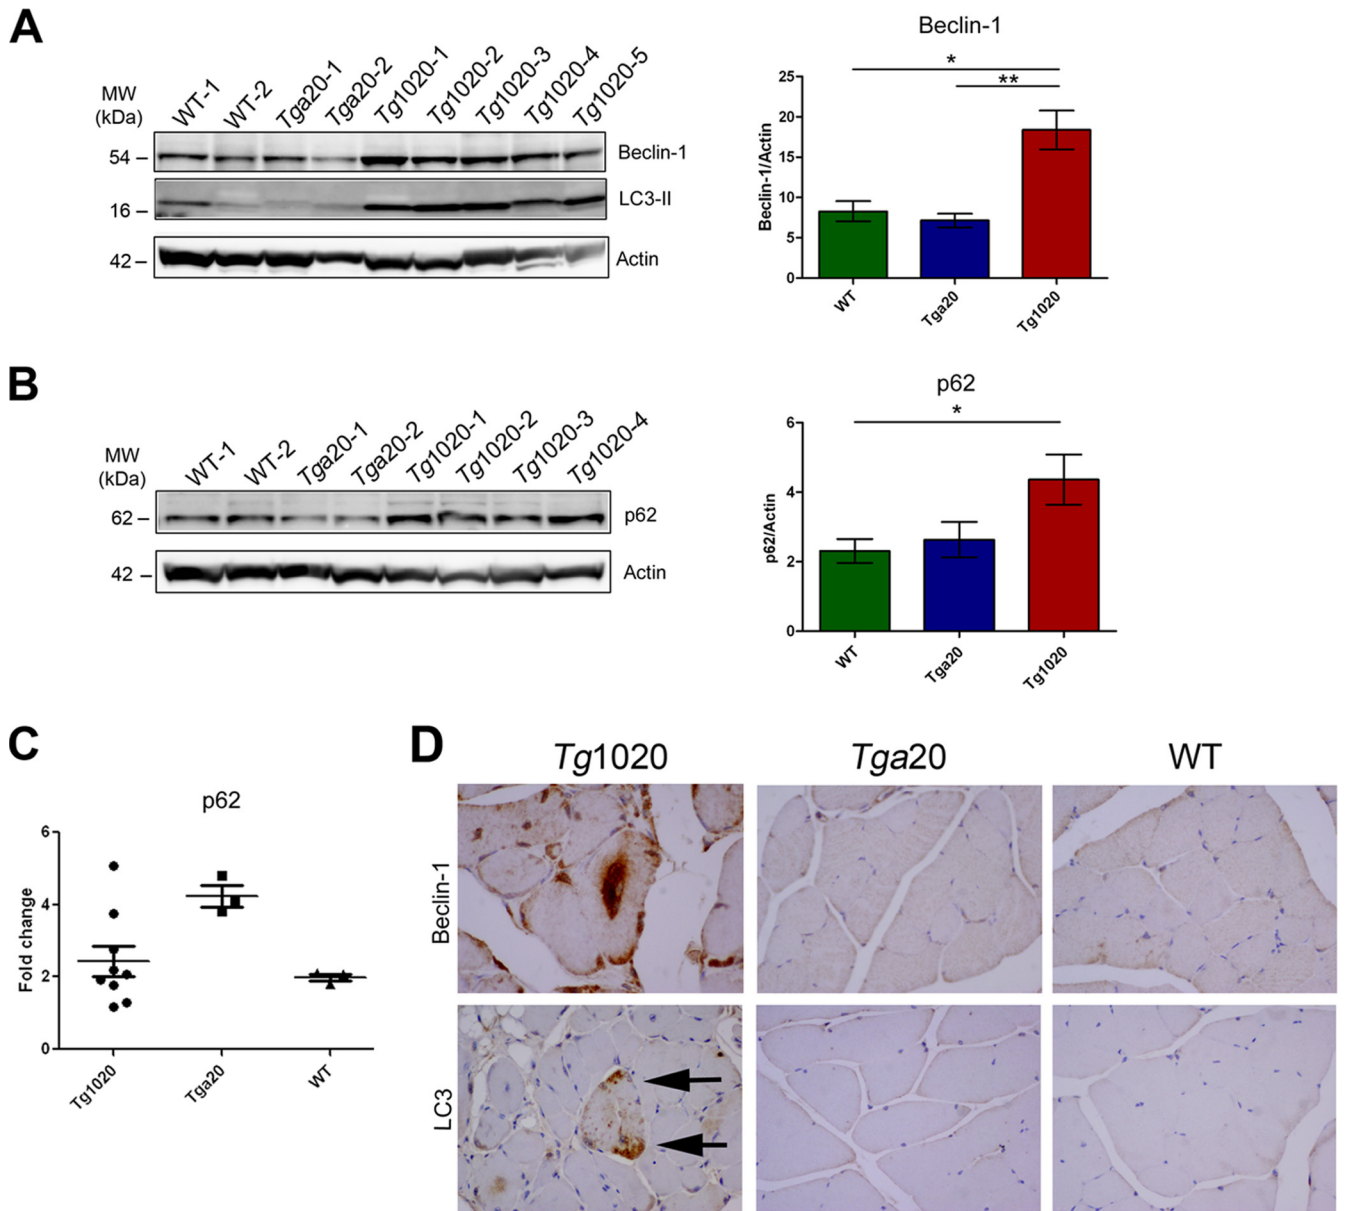 A
MW
(kDa)
WT-1
WT-2
Tga20-1
Tga20-2
Tg1020-1
Tg1020-2
Tg1020-3
Tg1020-4
Tg1020-5
54
Beclin-1
16
LC3-II
42
Actin
Beclin-1
*
**
25
20
15
10
5
0
Beclin-1/Actin
WT
Tga20
Tg1020
B
MW
(kDa)
WT-1
WT-2
Tga20-1
Tga20-2
Tg1020-1
Tg1020-2
Tg1020-3
Tg1020-4
62
p62
42
Actin
p62
*
6
4
2
0
p62/Actin
WT
Tga20
Tg1020
C
p62
6
4
2
0
Fold change
Tg1020
Tga20
WT
D
Tg1020
Tga20
WT
Beclin-1
LC3